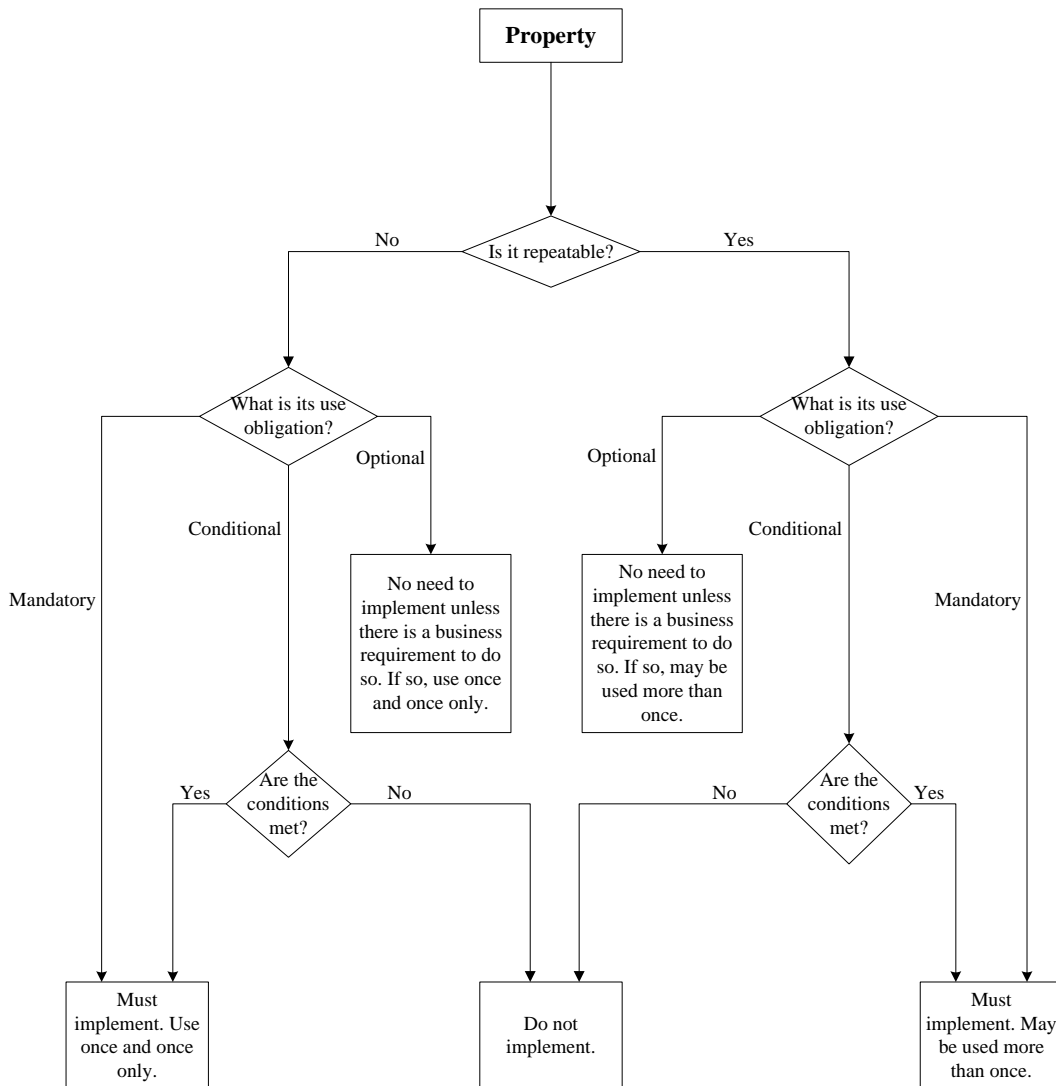 Property
No
Is it repeatable?
Yes
What is its use
obligation?
What is its use
obligation?
Optional
Optional
Conditional
Conditional
Mandatory
No need to
implement unless
there is a business
requirement to do
so. If so, use once
and once only.
No need to
implement unless
there is a business
requirement to do
so. If so, may be
used more than
once.
Mandatory
Yes
Are the
conditions
met?
No
No
Are the
conditions
met?
Yes
Must
implement. Use
once and once
only.
Do not
implement.
Must
implement. May
be used more
than once.